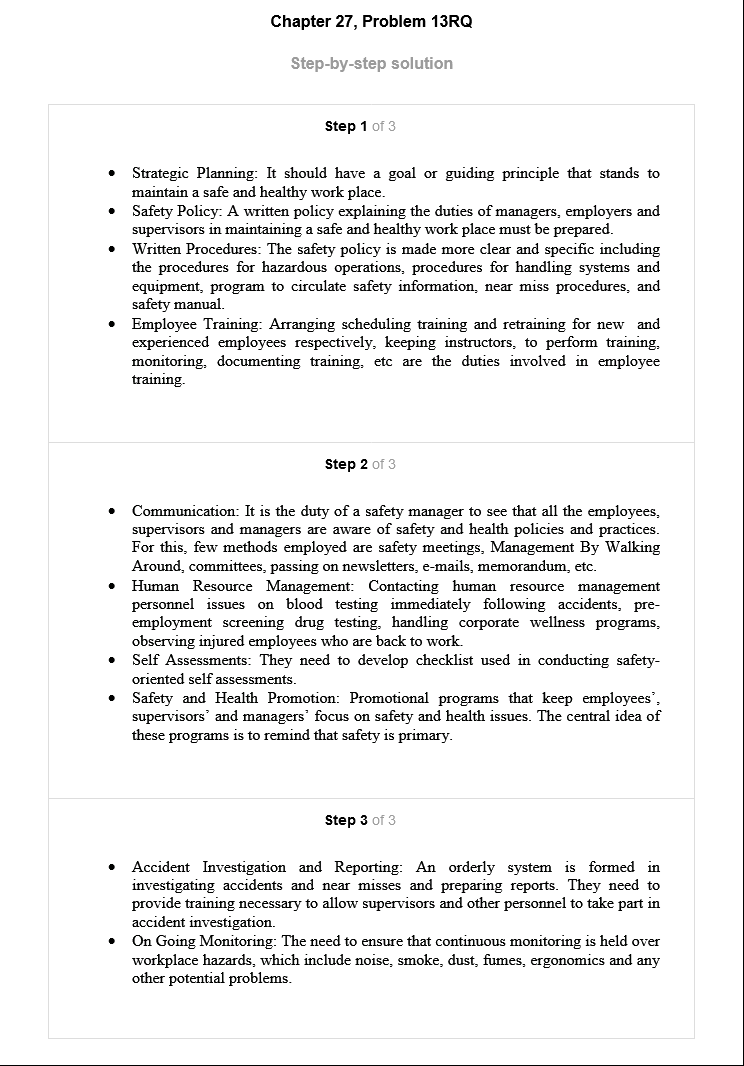 Chapter 27, Problem 13RQ
Step-by-step solution
Step 1 of 3
• Strategic Planning: It should have a goal or guiding principle that stands to
maintain a safe and healthy work place.
• Safety Policy: A written policy explaining the duties of managers, employers and
supervisors in maintaining a safe and healthy work place must be prepared.
• Written Procedures: The safety policy is made more clear and specific including
the procedures for hazardous operations, procedures for handling systems and
equipment, program to circulate safety information, near miss procedures, and
safety manual.
• Employee Training: Arranging scheduling training and retraining for new and
experienced employees respectively, keeping instructors, to perform training,
monitoring, documenting training, etc are the duties involved in employee
training.
Step 2 of 3
• Communication: It is the duty of a safety manager to see that all the employees,
supervisors and managers are aware of safety and health policies and practices.
For this, few methods employed are safety meetings, Management By Walking
Around, committees, passing on newsletters, e-mails, memorandum, etc.
• Human Resource Management: Contacting human resource management
personnel issues on blood testing immediately following accidents, pre-
employment screening drug testing, handling corporate wellness programs,
observing injured employees who are back to work.
• Self Assessments: They need to develop checklist used in conducting safety-
oriented self assessments.
• Safety and Health Promotion: Promotional programs that keep employees’,
supervisors’ and managers’ focus on safety and health issues. The central idea of
these programs is to remind that safety is primary.
Step 3 of 3
• Accident Investigation and Reporting: An orderly system is formed in
investigating accidents and near misses and preparing reports. They need to
provide training necessary to allow supervisors and other personnel to take part in
accident investigation.
• On Going Monitoring: The need to ensure that continuous monitoring is held over
workplace hazards, which include noise, smoke, dust, fumes, ergonomics and any
other potential problems.